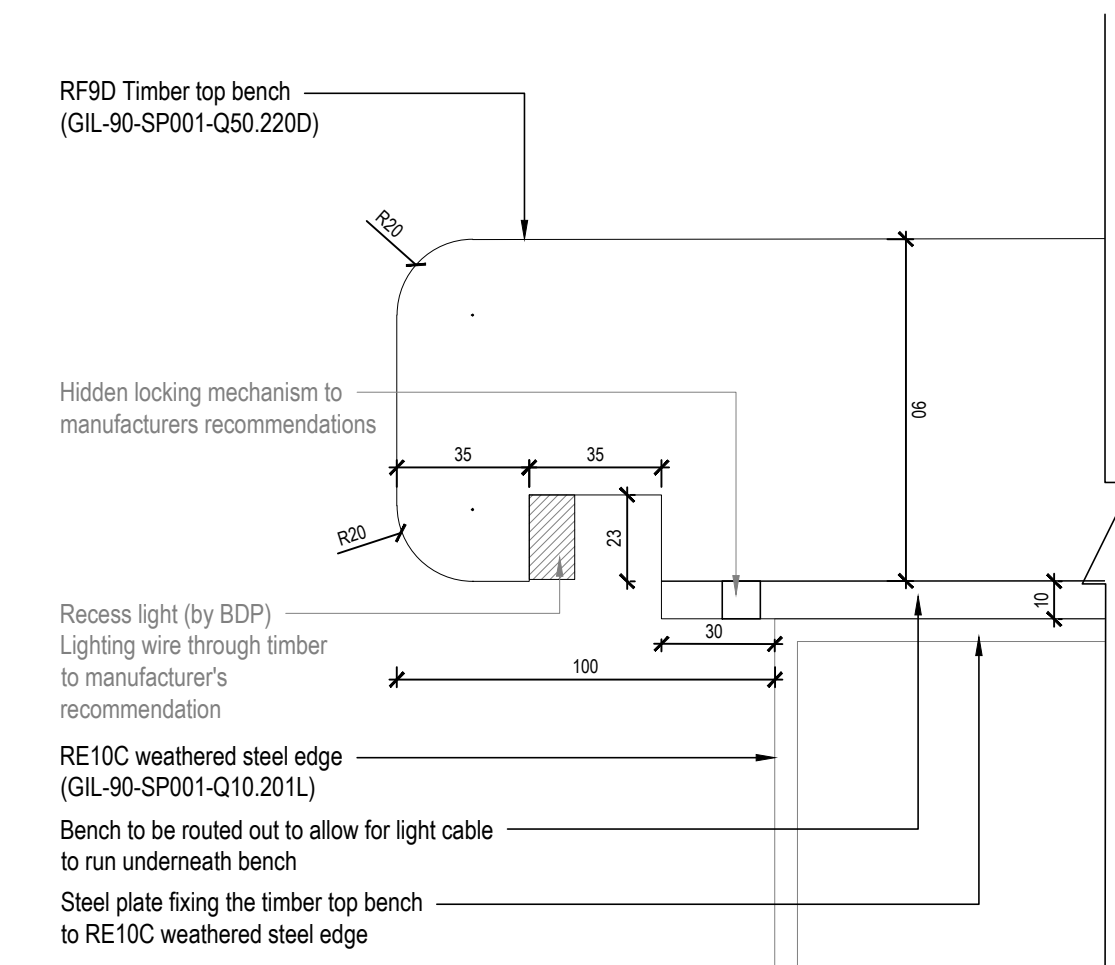 RF9D Timber top bench
(GIL-90-SP001-Q50.220D)
R20
Hidden locking mechanism to
manufacturers recommendations
90
35
35
R20
23
10
Recess light (by BDP)
Lighting wire through timber
to manufacturer's
recommendation
30
100
RE10C weathered steel edge
(GIL-90-SP001-Q10.201L)
Bench to be routed out to allow for light cable
to run underneath bench
Steel plate fixing the timber top bench
to RE10C weathered steel edge